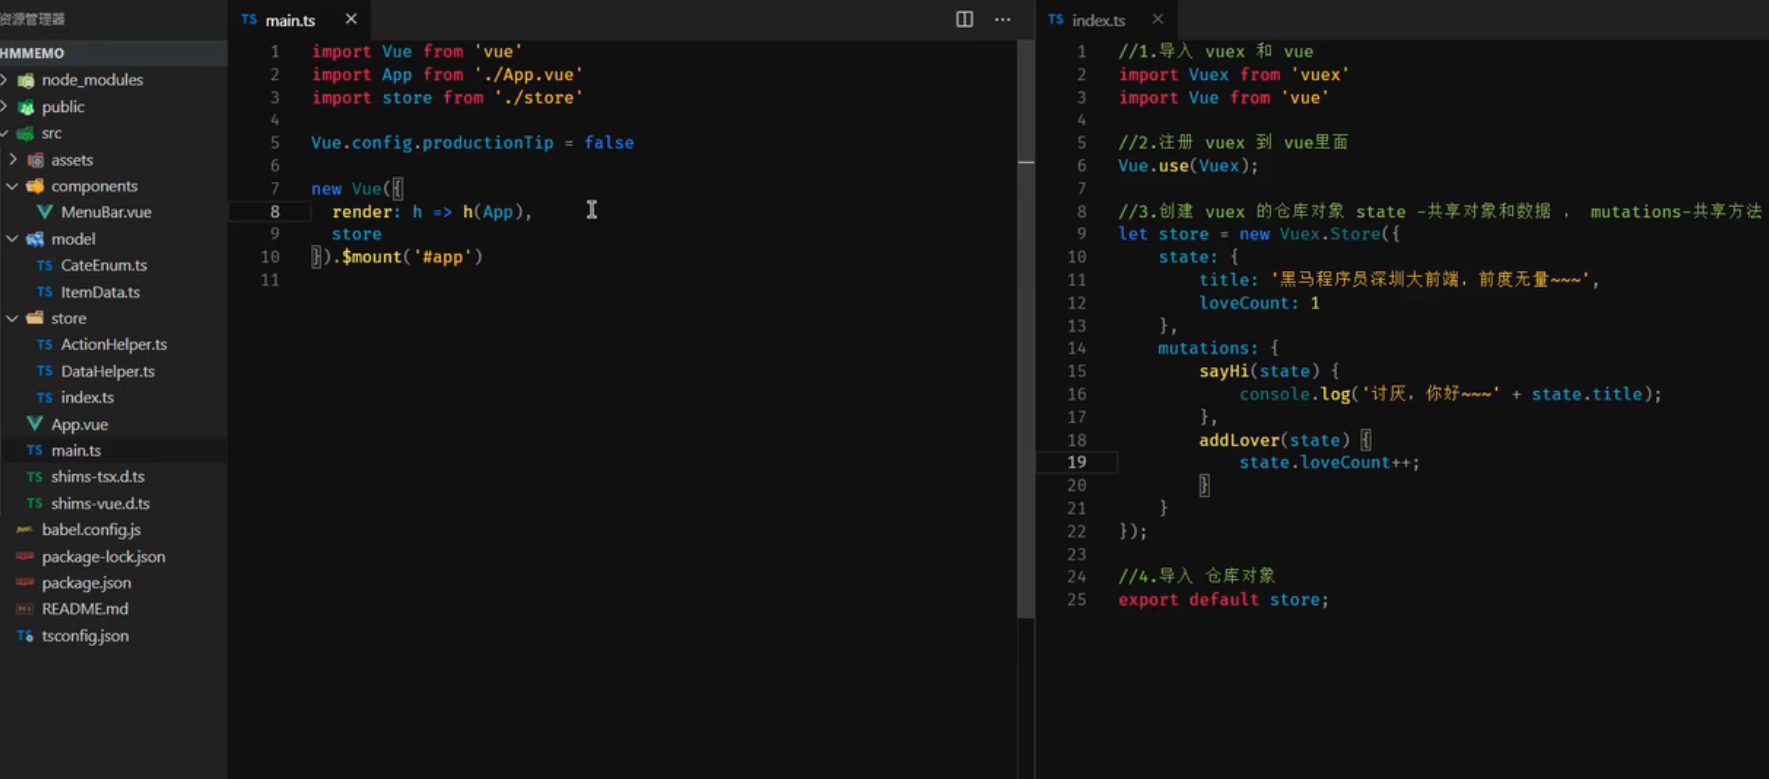 资源管理器
HMMEMO
node_modules
public
src
assets
components
MenuBar.vue
model
TS CateEnum.ts
TS ItemData.ts
store
TS ActionHelper.ts
TS DataHelper.ts
TS index.ts
App.vue
TS main.ts
TS shims-tsx.d.ts
TS shims-vue.d.ts
babel.config.js
package-lock.json
package.json
README.md
TS tsconfig.json
TS main.ts ×
1 import Vue from 'vue'
2 import App from './App.vue'
3 import store from './store'
4
5 Vue.config.productionTip = false
6
7 new Vue({
8 render: h => h(App),
9 store
10 }).$mount('#app')
11
TS index.ts ×
1 //1.导入 vuex 和 vue
2 import Vuex from 'vuex'
3 import Vue from 'vue'
4
5 //2.注册 vuex 到 vue里面
6 Vue.use(Vuex);
7
8 //3.创建 vuex 的仓库对象 state -共享对象和数据 , mutations-共享方法
9 let store = new Vuex.Store({
10 state: {
11 title: '黑马程序员深圳大前端，前度无量~~~',
12 loveCount: 1
13 },
14 mutations: {
15 sayHi(state) {
16 console.log('讨厌，你好~~~' + state.title);
17 },
18 addLover(state) {
19 state.loveCount++;
20 }
21 }
22 });
23
24 //4.导入 仓库对象
25 export default store;